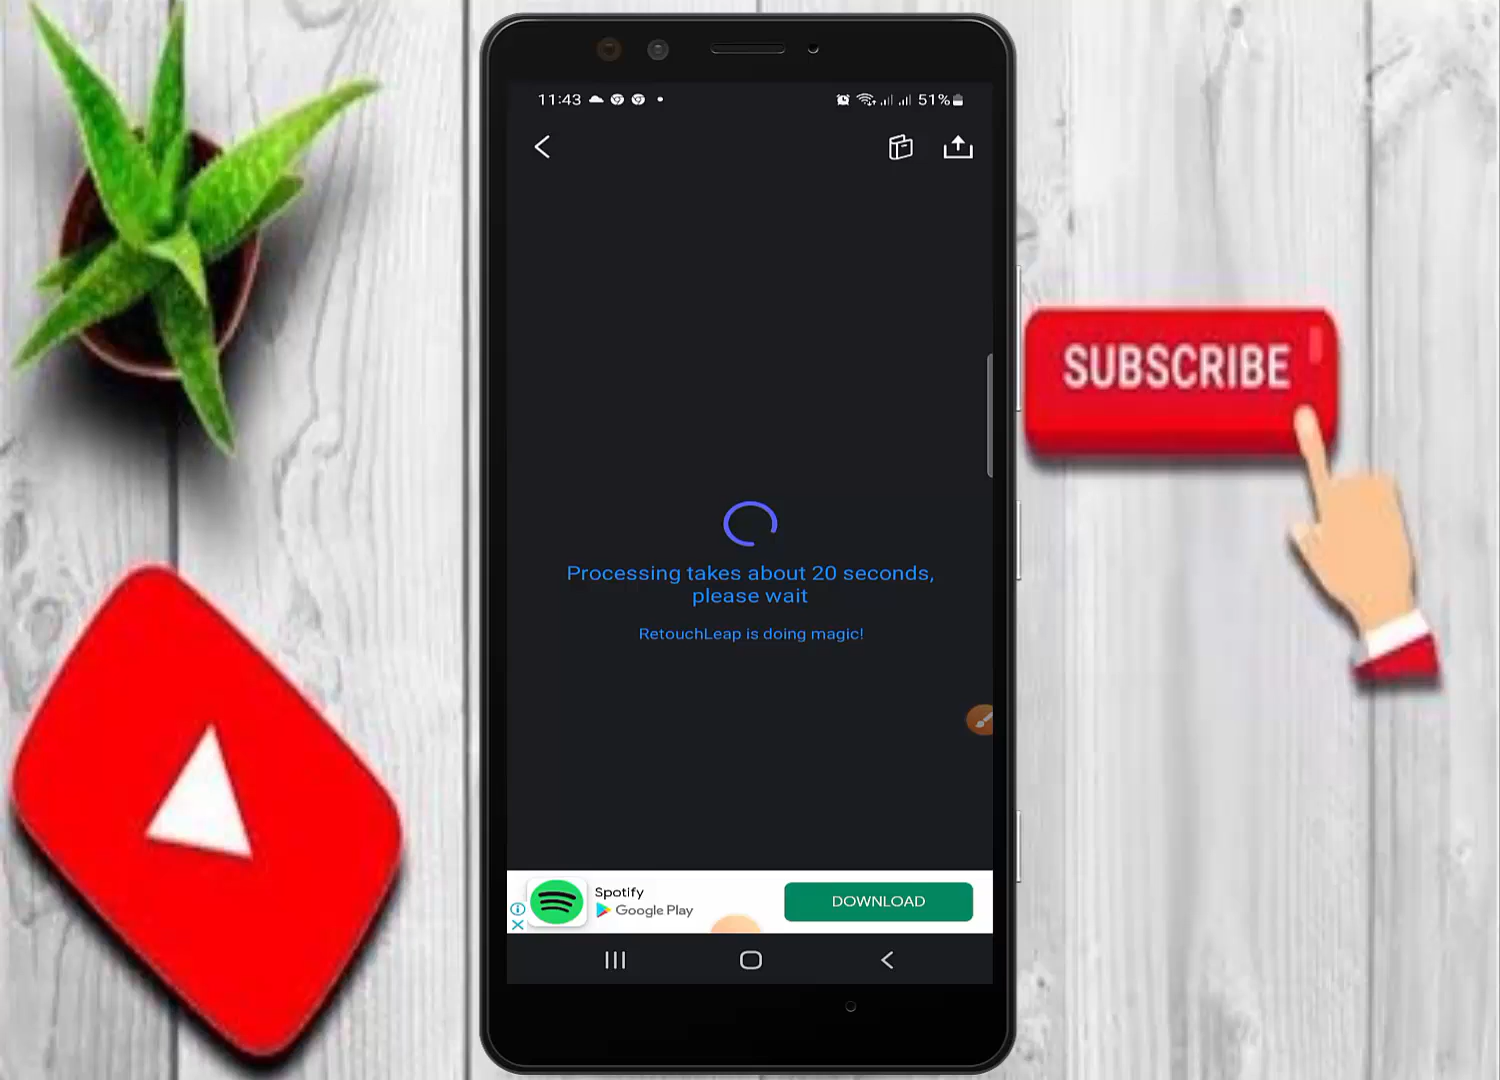 11:43
51%
SUBSCRIBE
Processing takes about 20 seconds,
please wait
RetouchLeap is doing magic!
Spotify
Google Play
DOWNLOAD